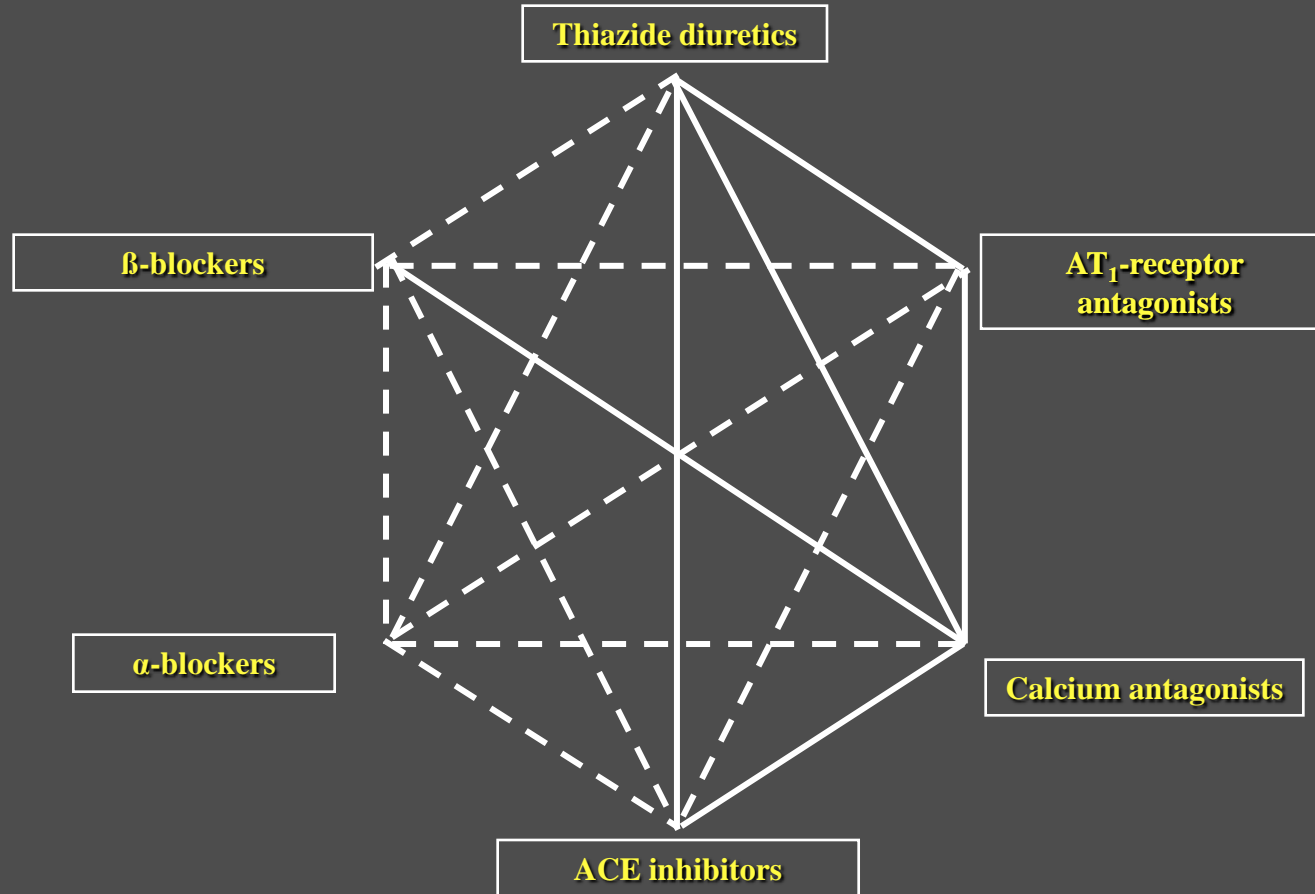 Thiazide diuretics
ß-blockers
AT₁-receptor
antagonists
α-blockers
Calcium antagonists
ACE inhibitors